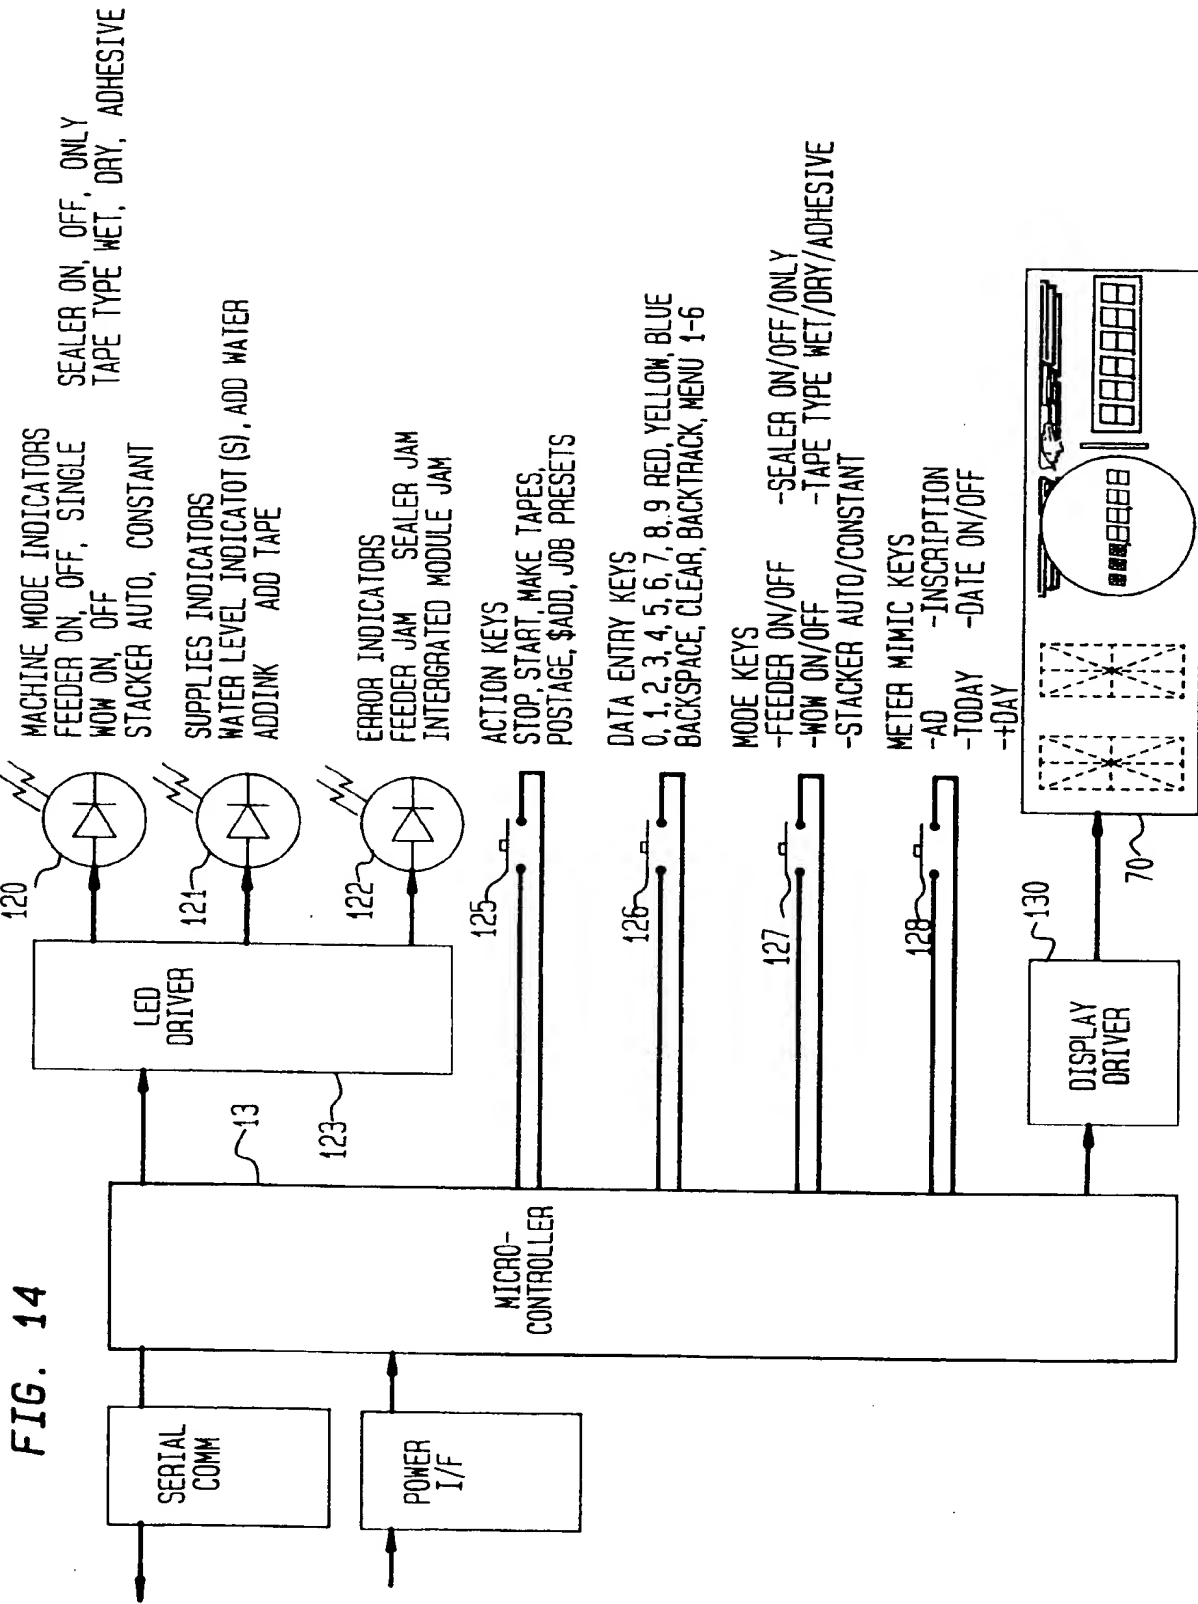 FIG. 14
SERIAL
COMM
POWER
I/F
MICRO-
CONTROLLER
13
LED
DRIVER
123
120
121
122
125
126
127
128
DISPLAY
DRIVER
130
70
MACHINE MODE INDICATORS
FEEDER ON, OFF, SINGLE SEALER ON, OFF, ONLY
WOW ON, OFF TAPE TYPE WET, DRY, ADHESIVE
STACKER AUTO, CONSTANT
SUPPLIES INDICATORS
WATER LEVEL INDICATOT(S), ADD WATER
ADDINK ADD TAPE
ERROR INDICATORS
FEEDER JAM SEALER JAM
INTERGRATED MODULE JAM
ACTION KEYS
STOP, START, MAKE TAPES,
POSTAGE, $ADD, JOB PRESETS
DATA ENTRY KEYS
0, 1, 2, 3, 4, 5, 6, 7, 8, 9 RED, YELLOW, BLUE
BACKSPACE, CLEAR, BACKTRACK, MENU 1-6
MODE KEYS
-FEEDER ON/OFF -SEALER ON/OFF/ONLY
-WOW ON/OFF -TAPE TYPE WET/DRY/ADHESIVE
-STACKER AUTO/CONSTANT
METER MIMIC KEYS
-AD -INSCRIPTION
-TODAY -DATE ON/OFF
-+DAY